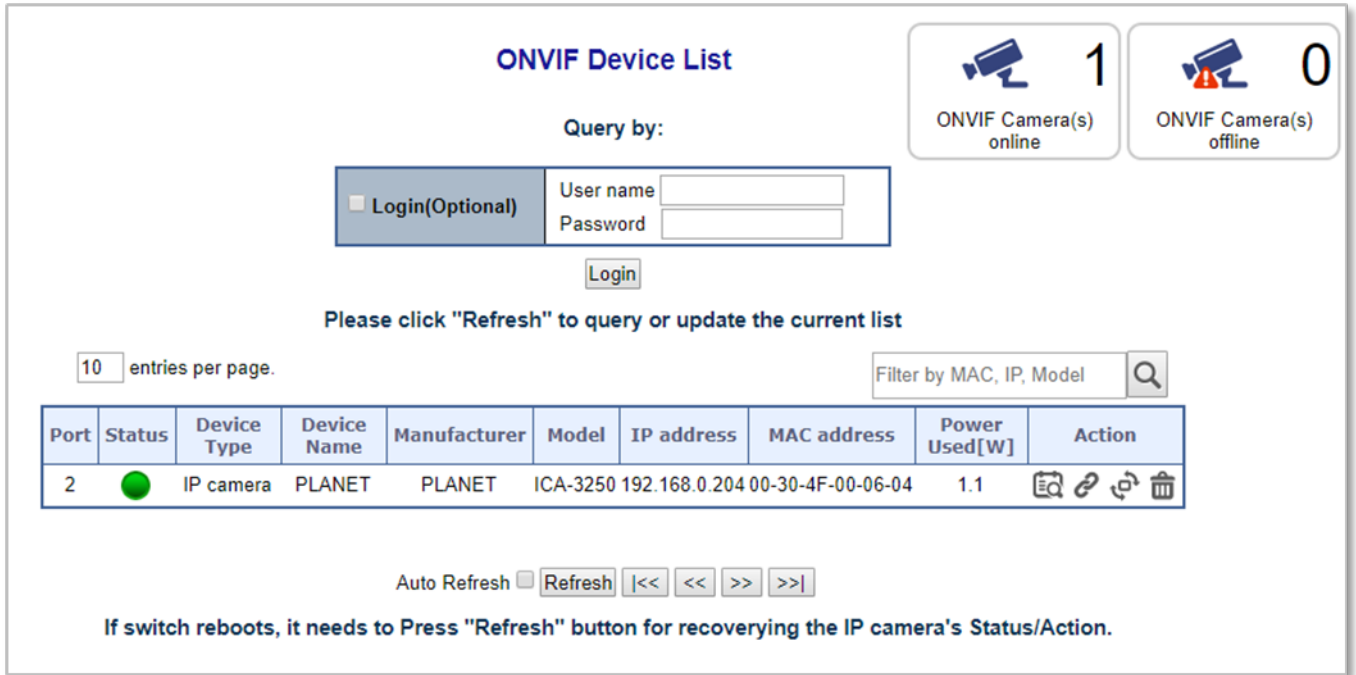 ONVIF Device List
1
ONVIF Camera(s)
online
0
ONVIF Camera(s)
offline
Query by:
Login(Optional)
User name
Password
Login
Please click "Refresh" to query or update the current list
10 entries per page.
Filter by MAC, IP, Model
Port Status Device Type Device Name Manufacturer Model IP address MAC address Power Used[W] Action
2 IP camera PLANET PLANET ICA-3250 192.168.0.204 00-30-4F-00-06-04 1.1
Auto Refresh Refresh |<< << >> >>|
If switch reboots, it needs to Press "Refresh" button for recoverying the IP camera's Status/Action.